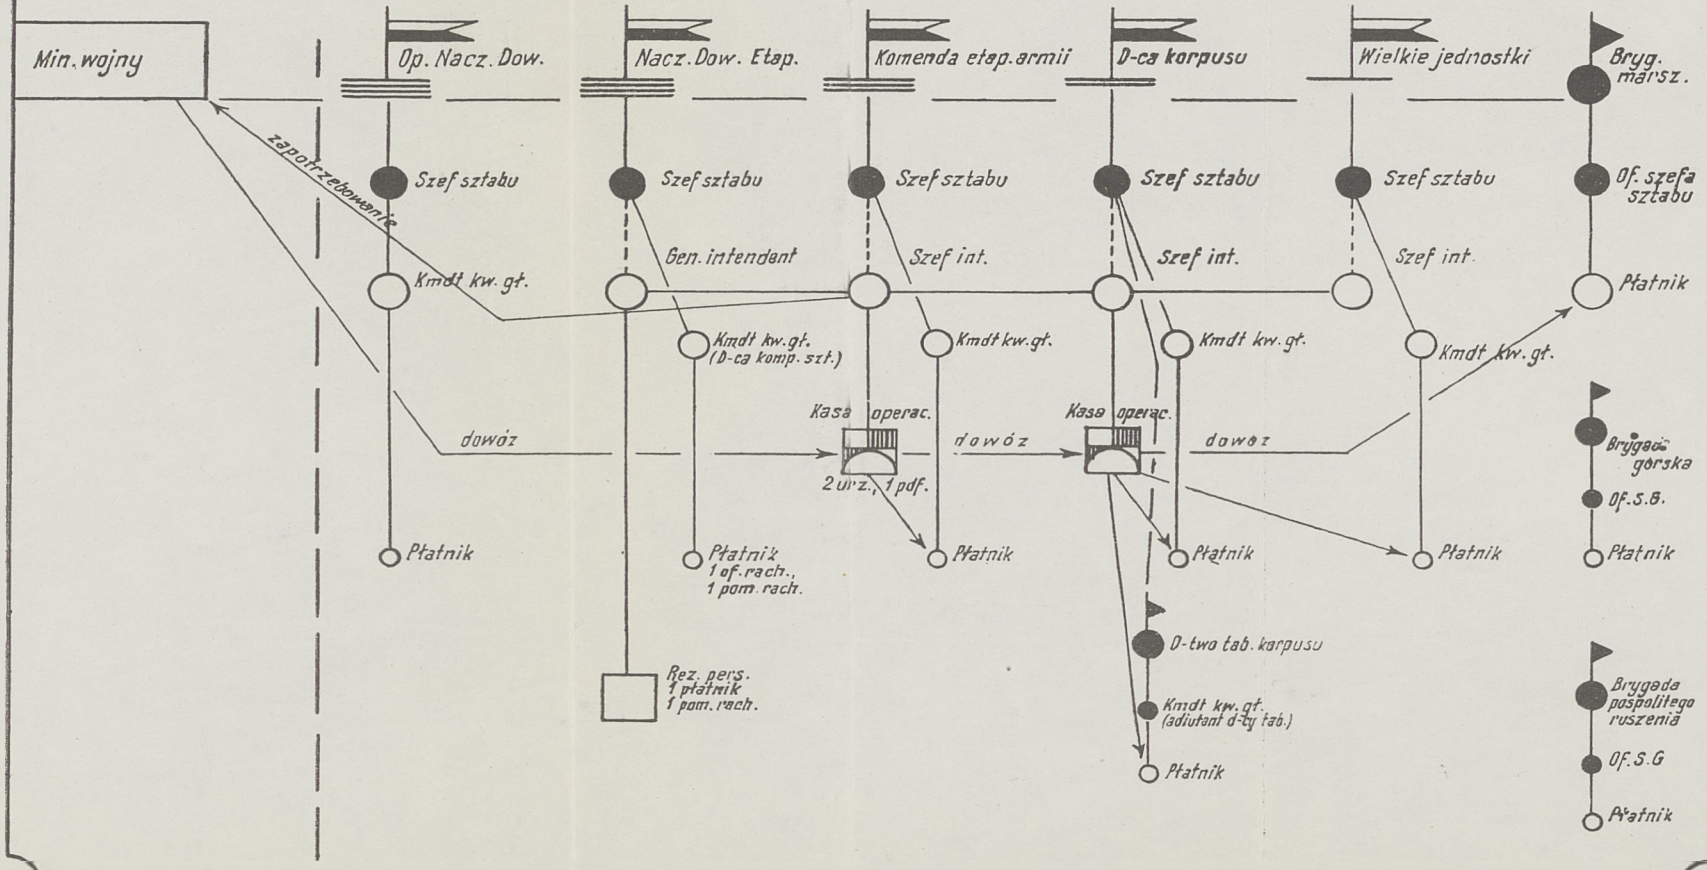 Min. wojny
Op. Nacz. Dow.
Nacz. Dow. Etap.
Komenda etap. armii
D-ca korpusu
Wielkie jednostki
Bryg.
marsz.
zapotrzebowanie
Szef sztabu
Szef sztabu
Szef sztabu
Szef sztabu
Szef sztabu
Of. szefa
sztabu
Kmdt kw. gł.
Gen. intendent
Szef int.
Szef int.
Szef int.
Płatnik
Kmdt kw. gł.
(D-ca komp. szt.)
Kmdt kw. gł.
Kmdt kw. gł.
Kmdt kw. gł.
Kasa operac.
Kasa operac.
dowóz
dowóz
dowóz
2 urz., 1 pdf.
Brygada
górska
Of. S.G.
Płatnik
Płatnik
Płatnik
1 of. rach.,
1 pom. rach.
Płatnik
Płatnik
Płatnik
Płatnik
D-two tab. korpusu
Rez. pers.
1 płatnik
1 pom. rach.
Kmdt kw. gł.
(adiutant d-cy tab.)
Płatnik
Brygada
pospolitego
ruszenia
Of. S.G
Płatnik